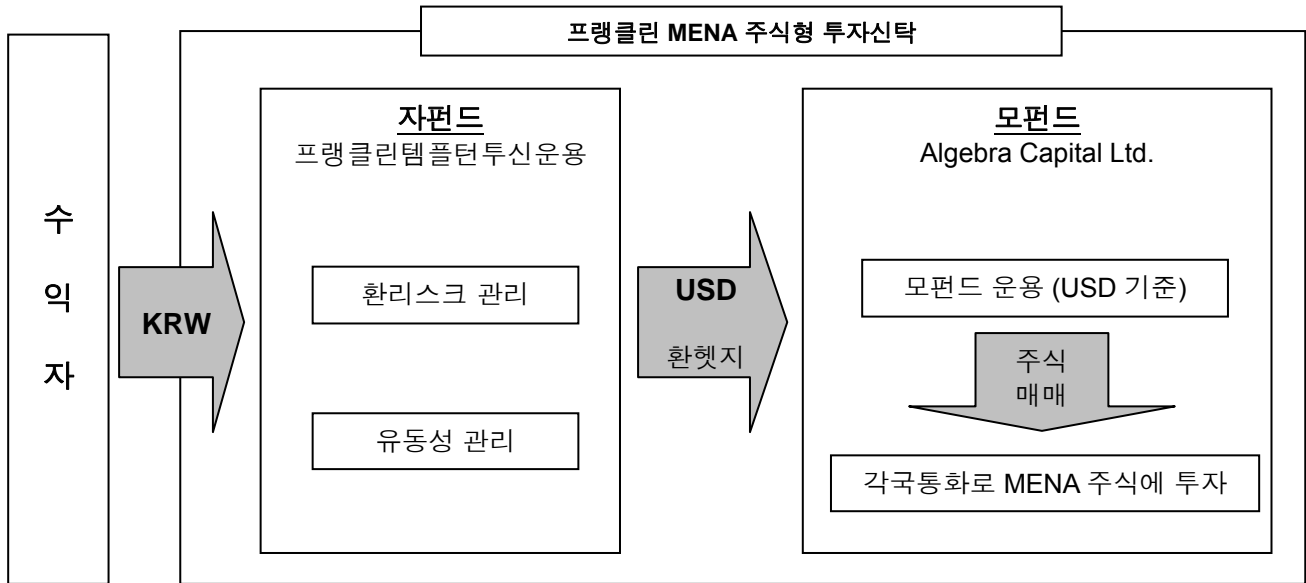 프랭클린 MENA 주식형 투자신탁
수
익
자
KRW
자펀드
프랭클린템플턴투신운용
환리스크 관리
유동성 관리
USD
환헷지
모펀드
Algebra Capital Ltd.
모펀드 운용 (USD 기준)
주식
매매
각국통화로 MENA 주식에 투자